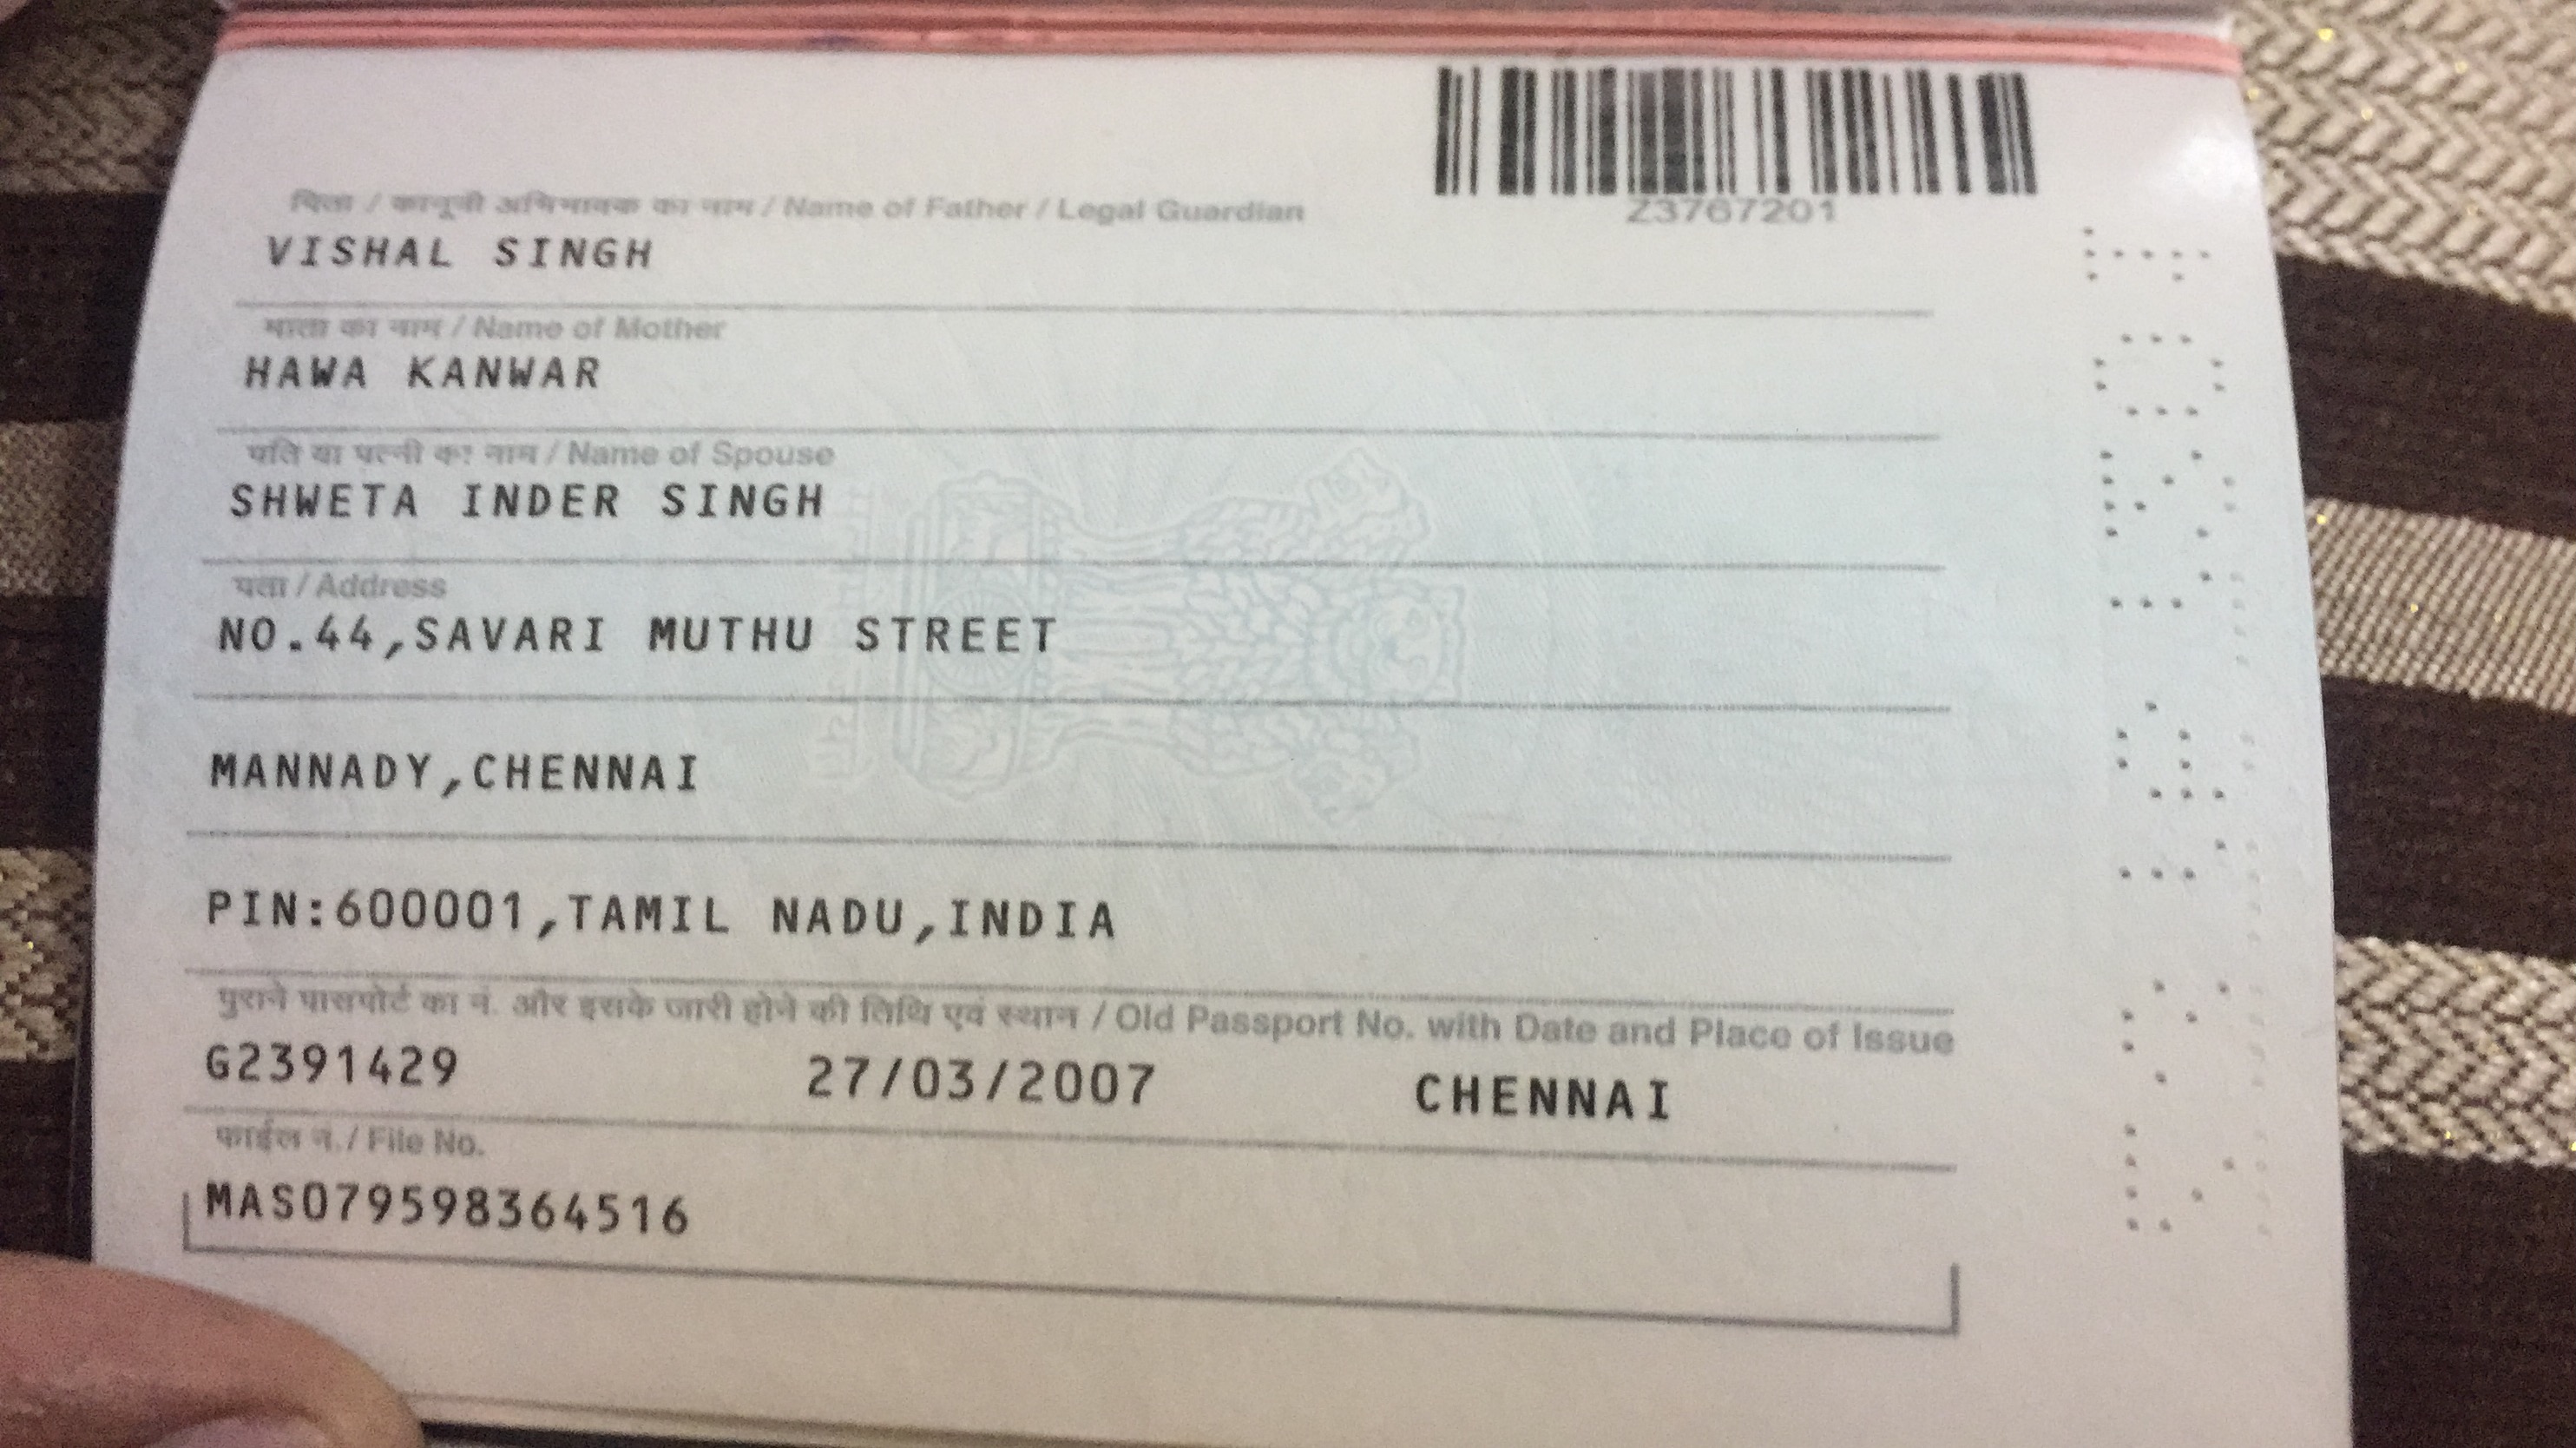 Z3767201
पिता / कानूनी अभिभावक का नाम / Name of Father / Legal Guardian
VISHAL SINGH
माता का नाम / Name of Mother
HAWA KANWAR
पति या पत्नी का नाम / Name of Spouse
SHWETA INDER SINGH
पता / Address
NO.44,SAVARI MUTHU STREET
MANNADY,CHENNAI
PIN:600001,TAMIL NADU,INDIA
पुराने पासपोर्ट का नं. और इसके जारी होने की तिथि एवं स्थान / Old Passport No. with Date and Place of Issue
G2391429 27/03/2007 CHENNAI
फाईल नं. / File No.
MAS079598364516